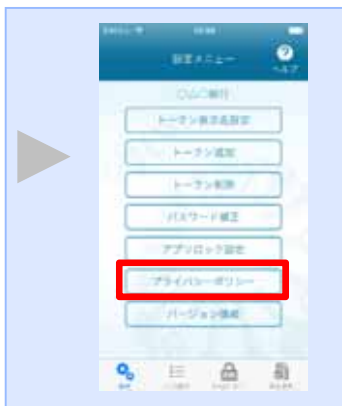 設定メニュー
ヘルプ
〇△〇銀行
トークン表示名設定
トークン追加
トークン削除
パスワード補正
アプリロック設定
プライバシーポリシー
バージョン情報